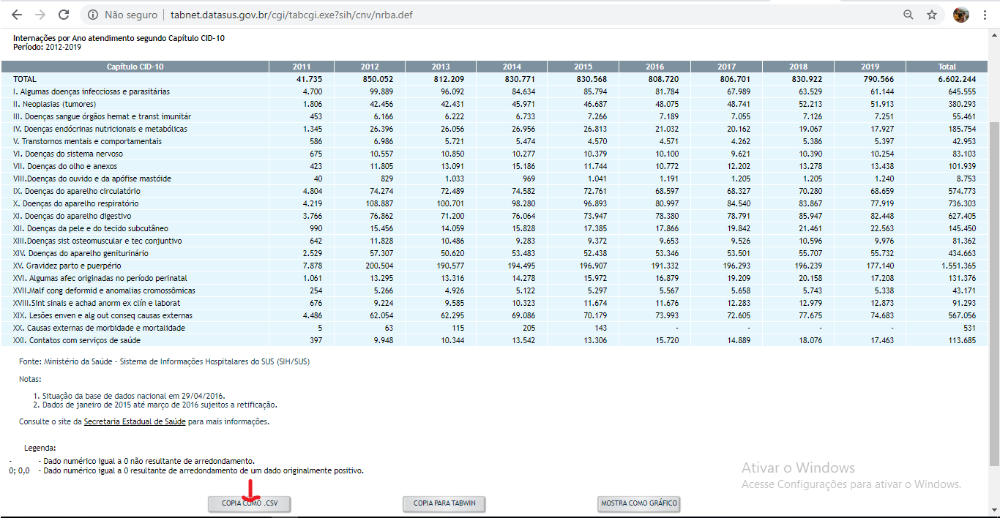 Não seguro | tabnet.datasus.gov.br/cgi/tabcgi.exe?sih/cnv/nrba.def
Internações por Ano atendimento segundo Capítulo CID-10
Período: 2012-2019
Capítulo CID-10 2011 2012 2013 2014 2015 2016 2017 2018 2019 Total
TOTAL 41.735 850.052 812.209 830.771 830.568 808.720 806.701 830.922 790.566 6.602.244
I. Algumas doenças infecciosas e parasitárias 4.700 99.889 96.092 84.634 85.794 81.784 67.989 63.529 61.144 645.555
II. Neoplasias (tumores) 1.806 42.456 42.431 45.971 46.687 48.075 48.741 52.213 51.913 380.293
III. Doenças sangue órgãos hemat e transt imunitár 453 6.166 6.222 6.733 7.266 7.189 7.055 7.126 7.251 55.461
IV. Doenças endócrinas nutricionais e metabólicas 1.345 26.396 26.056 26.956 26.813 21.032 20.162 19.067 17.927 185.754
V. Transtornos mentais e comportamentais 586 6.986 5.721 5.474 4.570 4.571 4.262 5.386 5.397 42.953
VI. Doenças do sistema nervoso 675 10.557 10.850 10.277 10.379 10.100 9.621 10.390 10.254 83.103
VII. Doenças do olho e anexos 423 11.805 13.091 15.186 11.744 10.772 12.202 13.278 13.438 101.939
VIII.Doenças do ouvido e da apófise mastóide 40 829 1.033 969 1.041 1.191 1.205 1.205 1.240 8.753
IX. Doenças do aparelho circulatório 4.804 74.274 72.489 74.582 72.761 68.597 68.327 70.280 68.659 574.773
X. Doenças do aparelho respiratório 4.219 108.887 100.701 98.280 96.893 80.997 84.540 83.867 77.919 736.303
XI. Doenças do aparelho digestivo 3.766 76.862 71.200 76.064 73.947 78.380 78.791 85.947 82.448 627.405
XII. Doenças da pele e do tecido subcutâneo 990 15.456 14.059 15.828 17.385 17.866 19.842 21.461 22.563 145.450
XIII.Doenças sist osteomuscular e tec conjuntivo 642 11.828 10.486 9.283 9.372 9.653 9.526 10.596 9.976 81.362
XIV. Doenças do aparelho geniturinário 2.529 57.307 50.620 53.483 52.438 53.346 53.501 55.707 55.732 434.663
XV. Gravidez parto e puerpério 7.878 200.504 190.577 194.495 196.907 191.332 196.293 196.239 177.140 1.551.365
XVI. Algumas afec originadas no período perinatal 1.061 13.295 13.316 14.278 15.972 16.879 19.209 20.158 17.208 131.376
XVII.Malf cong deformid e anomalias cromossômicas 254 5.266 4.926 5.122 5.297 5.567 5.658 5.743 5.338 43.171
XVIII.Sint sinais e achad anorm ex clín e laborat 676 9.224 9.585 10.323 11.674 11.676 12.283 12.979 12.873 91.293
XIX. Lesões enven e alg out conseq causas externas 4.486 62.054 62.295 69.086 70.179 73.993 72.605 77.675 74.683 567.056
XX. Causas externas de morbidade e mortalidade 5 63 115 205 143 - - - - 531
XXI. Contatos com serviços de saúde 397 9.948 10.344 13.542 13.306 15.720 14.889 18.076 17.463 113.685
Fonte: Ministério da Saúde - Sistema de Informações Hospitalares do SUS (SIH/SUS)
Notas:
1. Situação da base de dados nacional em 29/04/2016.
2. Dados de janeiro de 2015 até março de 2016 sujeitos a retificação.
Consulte o site da Secretaria Estadual de Saúde para mais informações.
Legenda:
- - Dado numérico igual a 0 não resultante de arredondamento.
0; 0,0 - Dado numérico igual a 0 resultante de arredondamento de um dado originalmente positivo.
Ativar o Windows
Acesse Configurações para ativar o Windows.
COPIA COMO .CSV COPIA PARA TABWIN MOSTRA COMO GRÁFICO